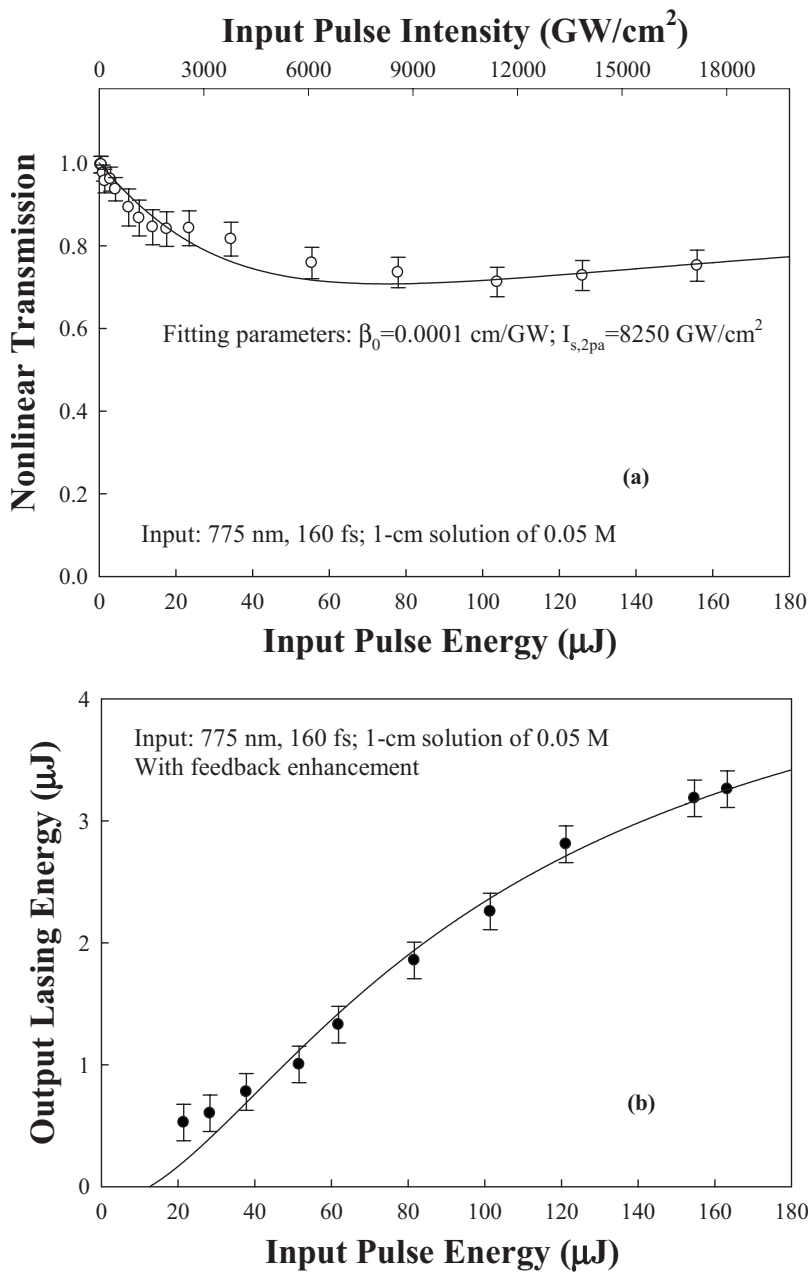 Input Pulse Intensity (GW/cm²)
0 3000 6000 9000 12000 15000 18000
Nonlinear Transmission
1.0
0.8
0.6
0.4
0.2
0.0
Fitting parameters: β₀=0.0001 cm/GW; Iₛ,₂ₚₐ=8250 GW/cm²
(a)
Input: 775 nm, 160 fs; 1-cm solution of 0.05 M
0 20 40 60 80 100 120 140 160 180
Input Pulse Energy (μJ)
Output Lasing Energy (μJ)
4
3
2
1
0
Input: 775 nm, 160 fs; 1-cm solution of 0.05 M
With feedback enhancement
(b)
0 20 40 60 80 100 120 140 160 180
Input Pulse Energy (μJ)